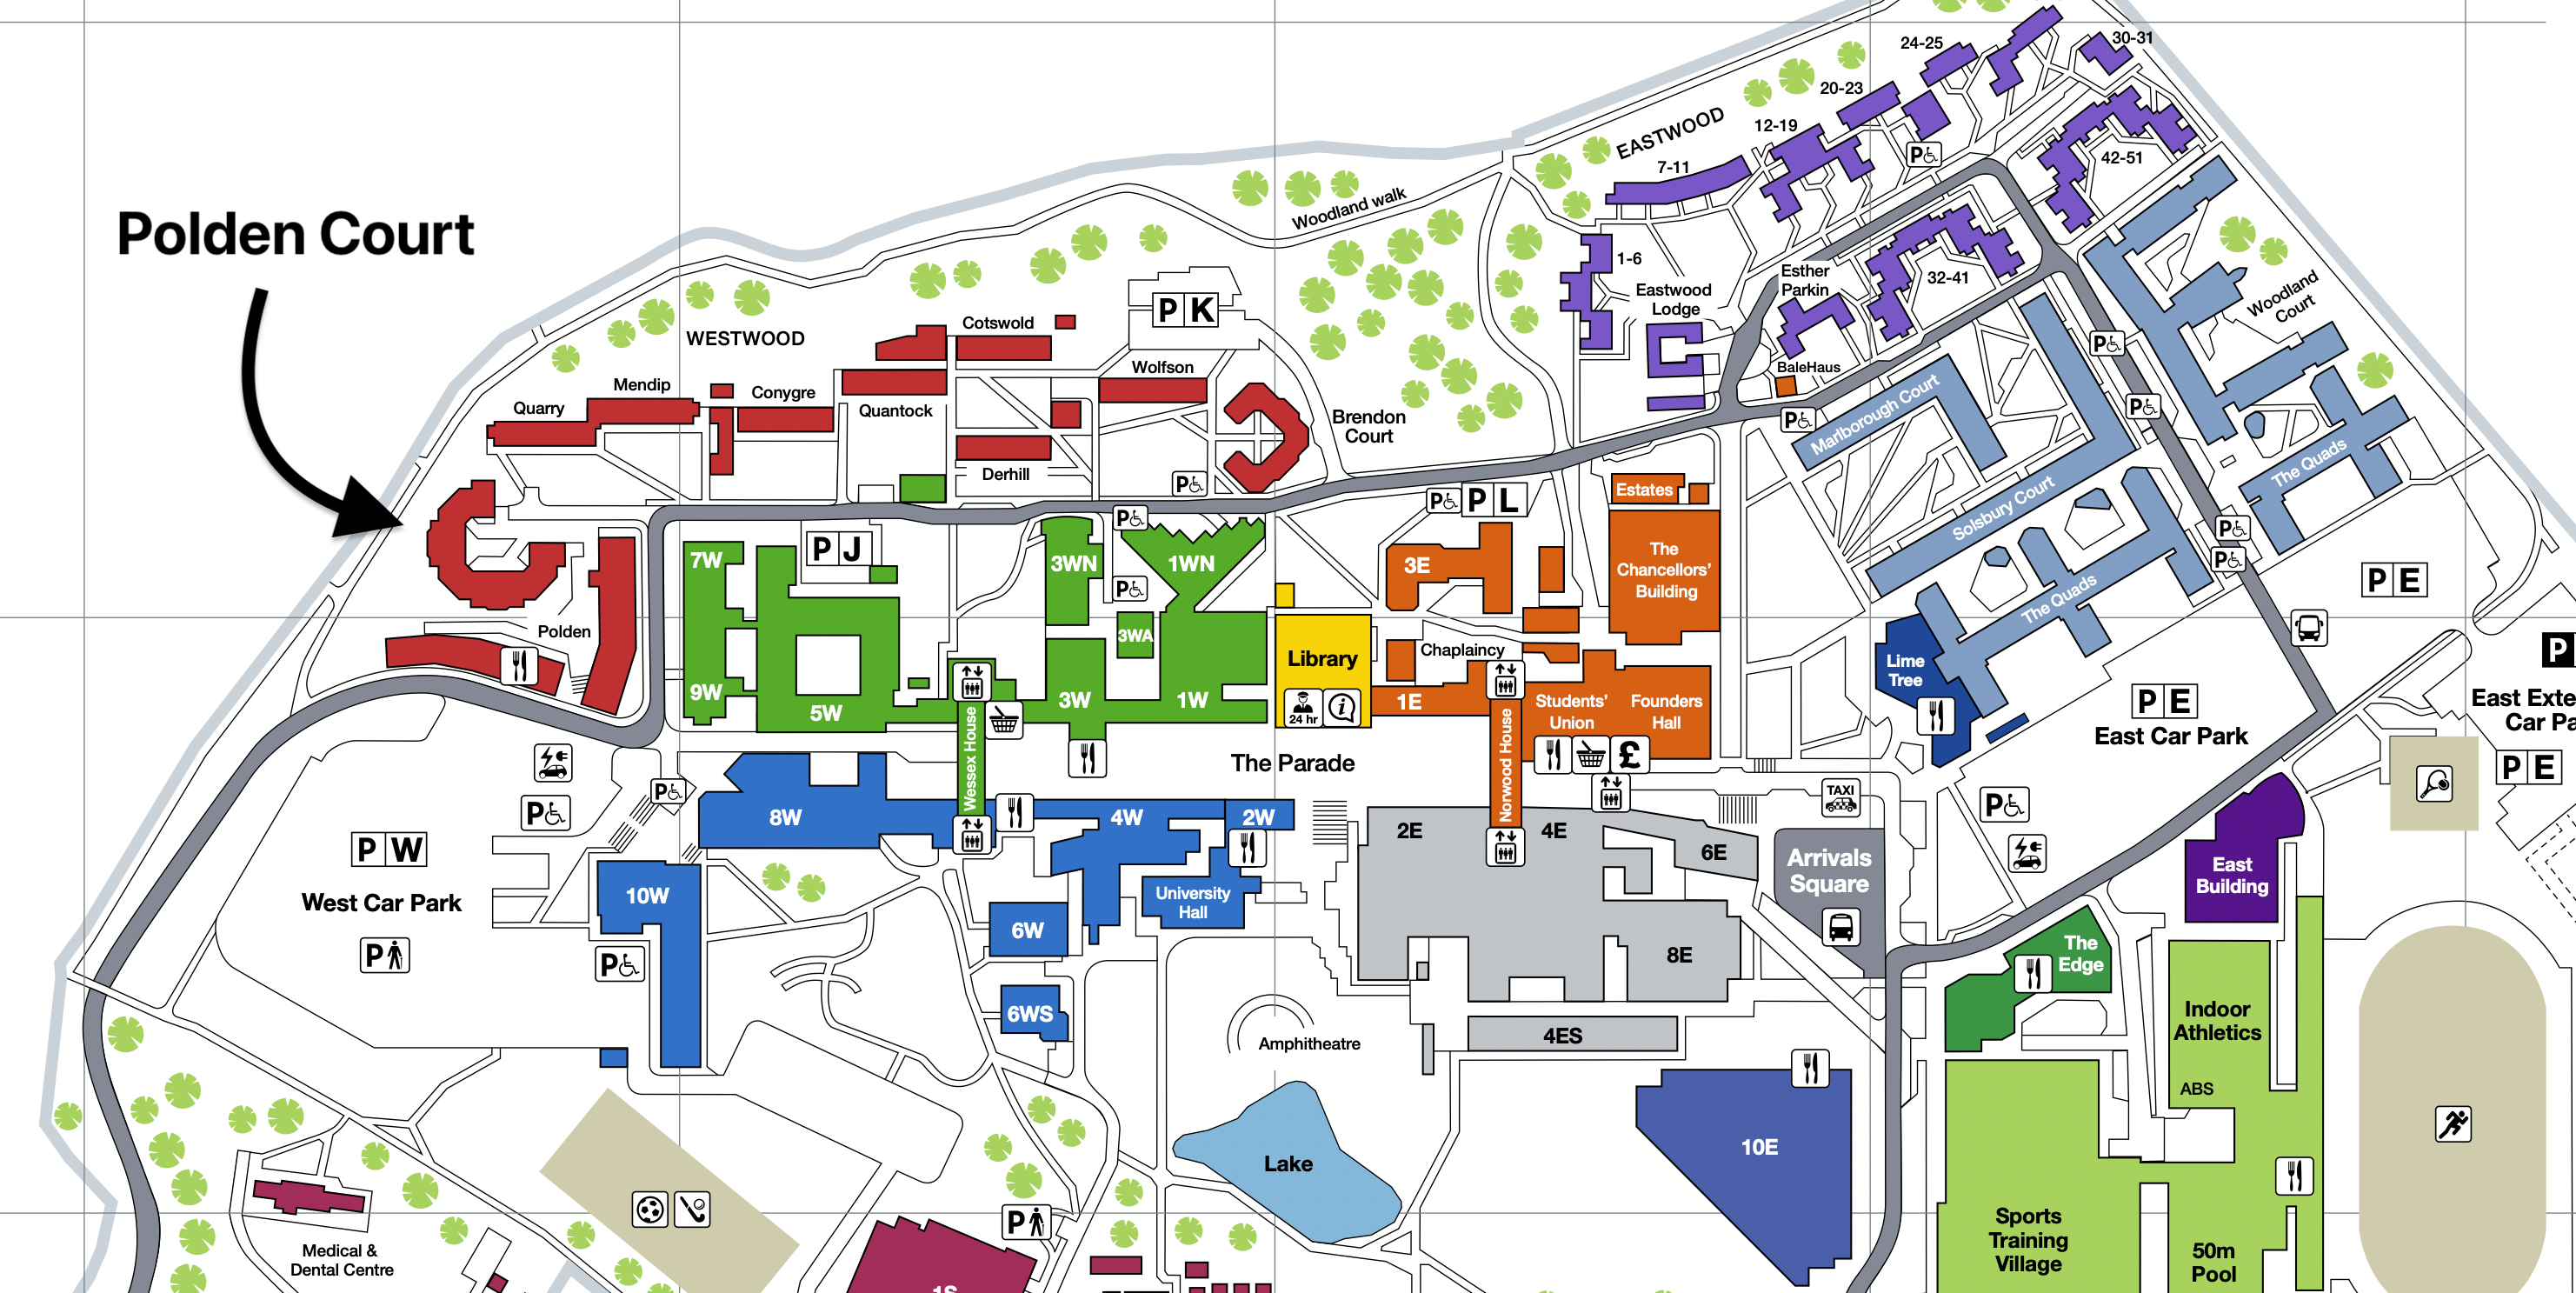 Polden Court
WESTWOOD
Quarry
Mendip
Conygre
Quantock
Cotswold
Derhill
Wolfson
P K
Brendon
Court
Woodland walk
EASTWOOD
1-6
7-11
12-19
20-23
24-25
30-31
42-51
32-41
Eastwood
Lodge
Esther
Parkin
BaleHaus
Marlborough Court
Solsbury Court
Woodland
Court
The Quads
The Quads
Polden
7W
9W
5W
P J
3WN
1WN
3WA
3W
1W
P
P
P
P L
P
Library
24 hr
i
3E
1E
Chaplaincy
Estates
The
Chancellors'
Building
Students'
Union
Founders
Hall
£
Norwood House
Wessex House
The Parade
P
P
P
P
P
P
Lime
Tree
P E
P E
East Car Park
P
East Exte
Car Pa
P E
P
P
P W
West Car Park
P
P
8W
10W
4W
2W
6W
6WS
University
Hall
2E
4E
6E
8E
4ES
TAXI
Arrivals
Square
P
East
Building
The
Edge
Indoor
Athletics
ABS
Sports
Training
Village
50m
Pool
Amphitheatre
Lake
10E
Medical &
Dental Centre
P
1S